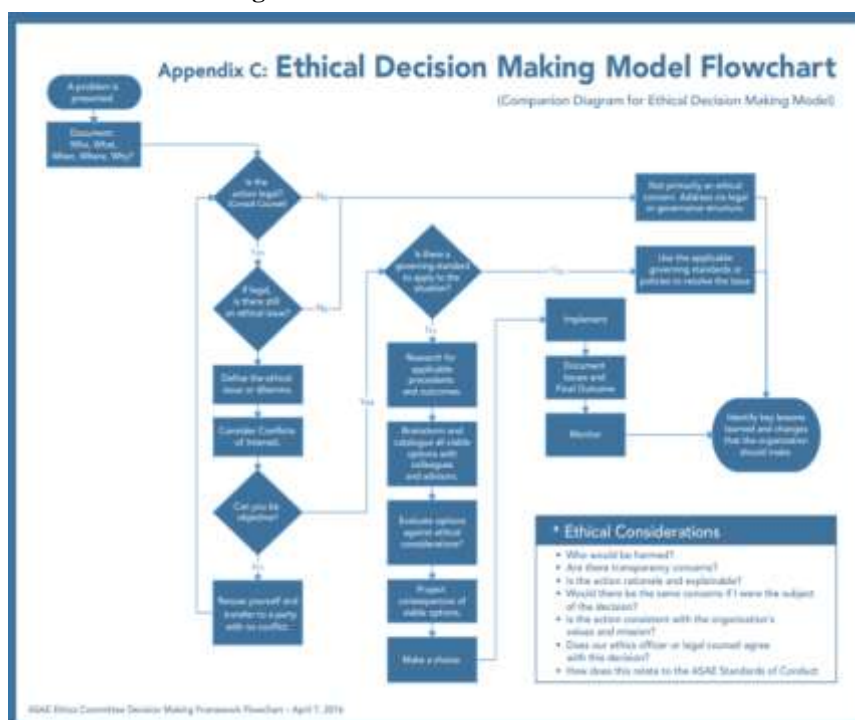 Appendix C: Ethical Decision Making Model Flowchart
(Companion Diagram for Ethical Decision Making Model)
A problem is
presented
Document:
Who, What,
When, Where, Why?
Is the
action legal?
(Consult Counsel)
No
Yes
If legal,
is there still
an ethical issue?
No
Yes
Define the ethical
issue or dilemma
Consider Conflicts
of Interest.
Can you be
objective?
Yes
No
Recuse yourself and
transfer to a party
with no conflict.
Is there a
governing standard
to apply to the
situation?
Yes
No
Research for
applicable
precedents
and outcomes.
Brainstorm and
catalogue all viable
options with
colleagues
and advisors.
Evaluate options
against ethical
considerations*
Project
consequences of
viable options.
Make a choice
Not primarily an ethical
concern. Address via legal
or governance structure
Use the applicable
governing standards or
policies to resolve the issue
Implement
Document
Issues and
Final Outcome
Monitor
Identify key lessons
learned and changes
that the organization
should make
* Ethical Considerations
• Who would be harmed?
• Are there transparency concerns?
• Is the action rationale and explainable?
• Would there be the same concerns if I were the subject
of the decision?
• Is the action consistent with the organization's
values and mission?
• Does our ethics officer or legal counsel agree
with this decision?
• How does this relate to the ASAE Standards of Conduct
ASAE Ethics Committee Decision Making Framework Flowchart – April 7, 2016